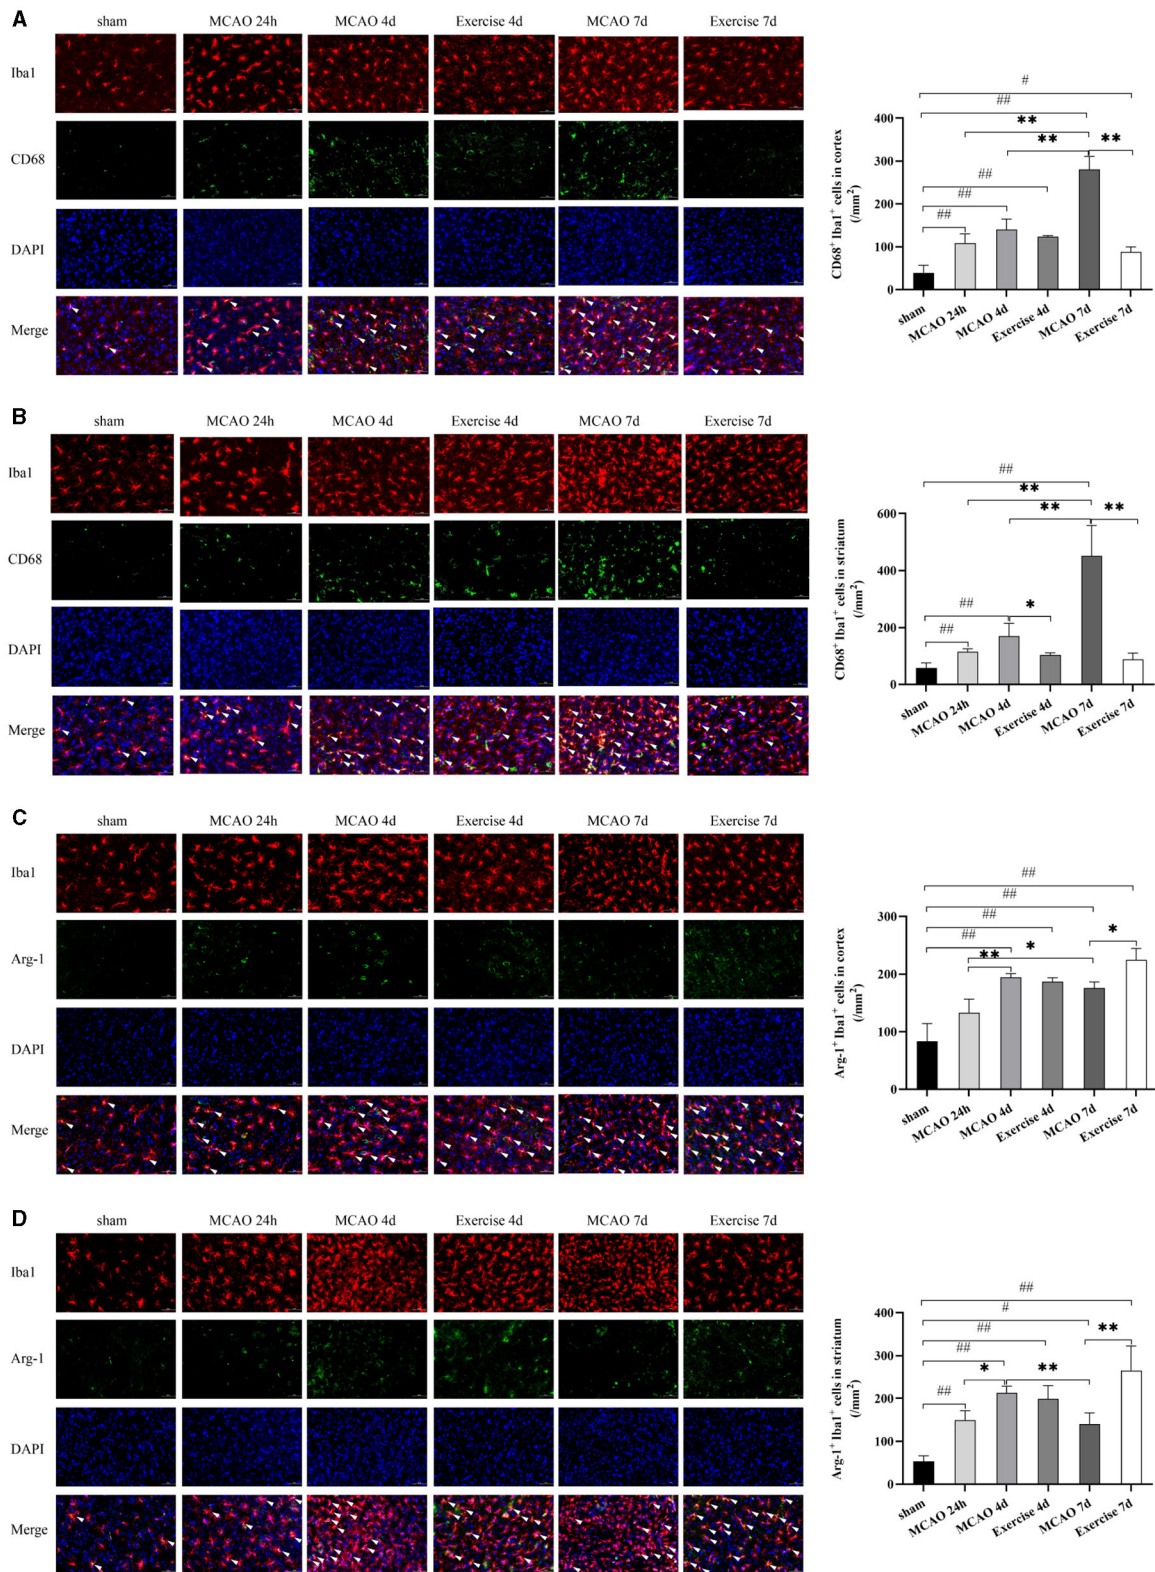 A
sham MCAO 24h MCAO 4d Exercise 4d MCAO 7d Exercise 7d
Iba1
CD68
DAPI
Merge
CD68+ Iba1+ cells in cortex
(/mm²)
400
300
200
100
0
#
##
** 
** **
##
##
##
sham MCAO 24h MCAO 4d Exercise 4d MCAO 7d Exercise 7d
B
sham MCAO 24h MCAO 4d Exercise 4d MCAO 7d Exercise 7d
Iba1
CD68
DAPI
Merge
CD68+ Iba1+ cells in striatum
(/mm²)
600
400
200
0
##
**
** **
## *
##
sham MCAO 24h MCAO 4d Exercise 4d MCAO 7d Exercise 7d
C
sham MCAO 24h MCAO 4d Exercise 4d MCAO 7d Exercise 7d
Iba1
Arg-1
DAPI
Merge
Arg-1+ Iba1+ cells in cortex
(/mm²)
300
200
100
0
##
##
##
## *
** *
sham MCAO 24h MCAO 4d Exercise 4d MCAO 7d Exercise 7d
D
sham MCAO 24h MCAO 4d Exercise 4d MCAO 7d Exercise 7d
Iba1
Arg-1
DAPI
Merge
Arg-1+ Iba1+ cells in striatum
(/mm²)
400
300
200
100
0
##
#
## **
##
* **
##
sham MCAO 24h MCAO 4d Exercise 4d MCAO 7d Exercise 7d